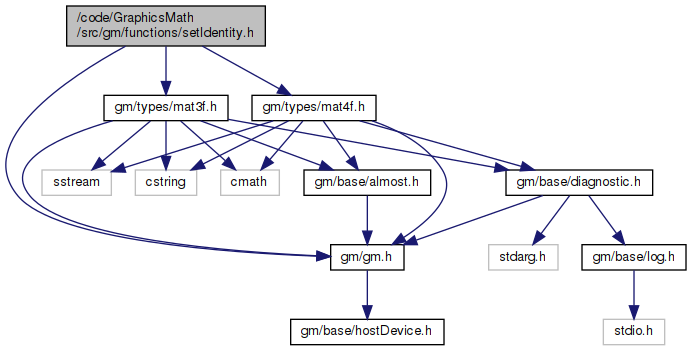 /code/GraphicsMath
/src/gm/functions/setIdentity.h
gm/types/mat3f.h
gm/types/mat4f.h
sstream
cstring
cmath
gm/base/almost.h
gm/base/diagnostic.h
gm/gm.h
stdarg.h
gm/base/log.h
gm/base/hostDevice.h
stdio.h